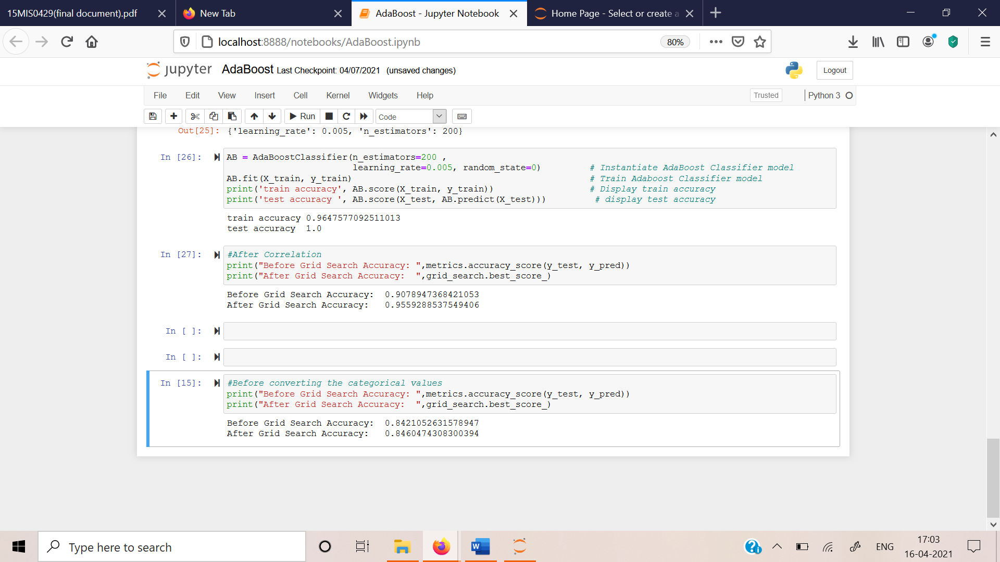 15MIS0429(final document).pdf
New Tab
AdaBoost - Jupyter Notebook
Home Page - Select or create a
localhost:8888/notebooks/AdaBoost.ipynb
80%
jupyter AdaBoost Last Checkpoint: 04/07/2021 (unsaved changes)
Logout
File Edit View Insert Cell Kernel Widgets Help
Trusted
Python 3
Run
Code
Out[25]: {'learning_rate': 0.005, 'n_estimators': 200}
In [26]: AB = AdaBoostClassifier(n_estimators=200 ,
learning_rate=0.005, random_state=0) # Instantiate AdaBoost Classifier model
AB.fit(X_train, y_train) # Train Adaboost Classifier model
print('train accuracy', AB.score(X_train, y_train)) # Display train accuracy
print('test accuracy ', AB.score(X_test, AB.predict(X_test))) # display test accuracy
train accuracy 0.9647577092511013
test accuracy  1.0
In [27]: #After Correlation
print("Before Grid Search Accuracy: ",metrics.accuracy_score(y_test, y_pred))
print("After Grid Search Accuracy:  ",grid_search.best_score_)
Before Grid Search Accuracy:  0.9078947368421053
After Grid Search Accuracy:   0.9559288537549406
In [ ]:
In [ ]:
In [15]: #Before converting the categorical values
print("Before Grid Search Accuracy: ",metrics.accuracy_score(y_test, y_pred))
print("After Grid Search Accuracy:  ",grid_search.best_score_)
Before Grid Search Accuracy:  0.8421052631578947
After Grid Search Accuracy:   0.8460474308300394
Type here to search
W
ENG
17:03
16-04-2021